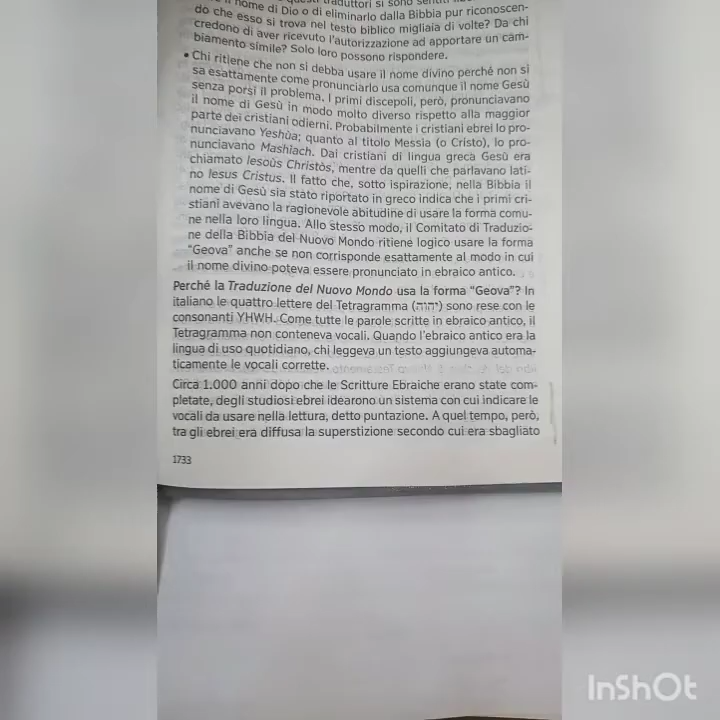 il nome di Dio o di eliminarlo dalla Bibbia pur riconoscen-
do che esso si trova nel testo biblico migliaia di volte? Da chi
credono di aver ricevuto l'autorizzazione ad apportare un cam-
biamento simile? Solo loro possono rispondere.
• Chi ritiene che non si debba usare il nome divino perché non si
sa esattamente come pronunciarlo usa comunque il nome Gesù
senza porsi il problema. I primi discepoli, però, pronunciavano
il nome di Gesù in modo molto diverso rispetto alla maggior
parte dei cristiani odierni. Probabilmente i cristiani ebrei lo pro-
nunciavano Yeshùa; quanto al titolo Messia (o Cristo), lo pro-
nunciavano Mashìach. Dai cristiani di lingua greca Gesù era
chiamato Iesoùs Christòs, mentre da quelli che parlavano lati-
no Iesus Cristus. Il fatto che, sotto ispirazione, nella Bibbia il
nome di Gesù sia stato riportato in greco indica che i primi cri-
stiani avevano la ragionevole abitudine di usare la forma comu-
ne nella loro lingua. Allo stesso modo, il Comitato di Traduzio-
ne della Bibbia del Nuovo Mondo ritiene logico usare la forma
“Geova” anche se non corrisponde esattamente al modo in cui
il nome divino poteva essere pronunciato in ebraico antico.
Perché la Traduzione del Nuovo Mondo usa la forma “Geova”? In
italiano le quattro lettere del Tetragramma (יהוה) sono rese con le
consonanti YHWH. Come tutte le parole scritte in ebraico antico, il
Tetragramma non conteneva vocali. Quando l'ebraico antico era la
lingua di uso quotidiano, chi leggeva un testo aggiungeva automa-
ticamente le vocali corrette.
Circa 1.000 anni dopo che le Scritture Ebraiche erano state com-
pletate, degli studiosi ebrei idearono un sistema con cui indicare le
vocali da usare nella lettura, detto puntazione. A quel tempo, però,
tra gli ebrei era diffusa la superstizione secondo cui era sbagliato
1733
InShOt